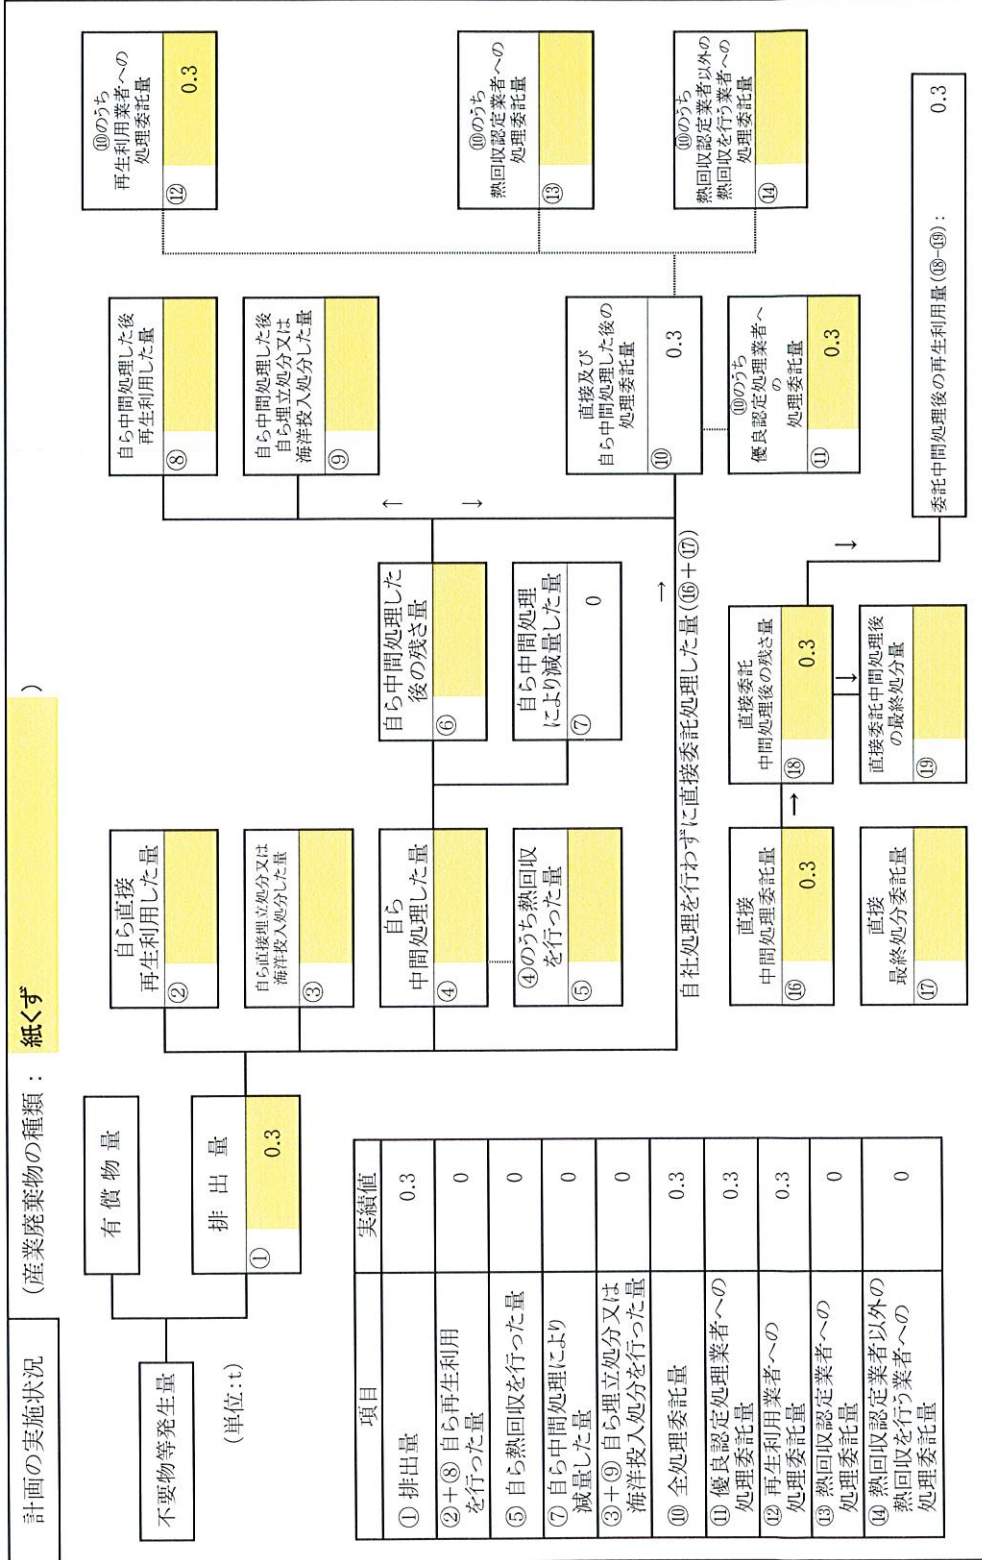 計画の実施状況
(産業廃棄物の種類： 紙くず )
不要物等発生量
(単位:t)
有 償 物 量
排 出 量
① 0.3
自ら直接
再生利用した量
②
自ら直接埋立処分又は
海洋投入処分した量
③
自ら
中間処理した量
④
④のうち熱回収
を行った量
⑤
自ら中間処理した
後の残さ量
⑥
自ら中間処理
により減量した量
⑦ 0
自ら中間処理した後
再生利用した量
⑧
自ら中間処理した後
自ら埋立処分又は
海洋投入処分した量
⑨
↑
↓
直接及び
自ら中間処理した後の
処理委託量
⑩ 0.3
⑩のうち
優良認定処理業者へ
の
処理委託量
⑪ 0.3
⑩のうち
再生利用業者への
処理委託量
⑫ 0.3
⑩のうち
熱回収認定業者への
処理委託量
⑬
⑩のうち
熱回収認定業者以外の
熱回収を行う業者への
処理委託量
⑭
→
自社処理を行わずに直接委託処理した量(⑯+⑰)
直接
中間処理委託量
⑯ 0.3
→
直接
最終処分委託量
⑰
直接委託
中間処理後の残さ量
⑱ 0.3
↓
直接委託中間処理後
の最終処分量
⑲
↓
委託中間処理後の再生利用量(⑱-⑲)： 0.3
項目 実績値
① 排出量 0.3
②+⑧ 自ら再生利用
を行った量 0
⑤ 自ら熱回収を行った量 0
⑦ 自ら中間処理により
減量した量 0
③+⑨ 自ら埋立処分又は
海洋投入処分を行った量 0
⑩ 全処理委託量 0.3
⑪ 優良認定処理業者への
処理委託量 0.3
⑫ 再生利用業者への
処理委託量 0.3
⑬ 熱回収認定業者への
処理委託量 0
⑭ 熱回収認定業者以外の
熱回収を行う業者への
処理委託量 0